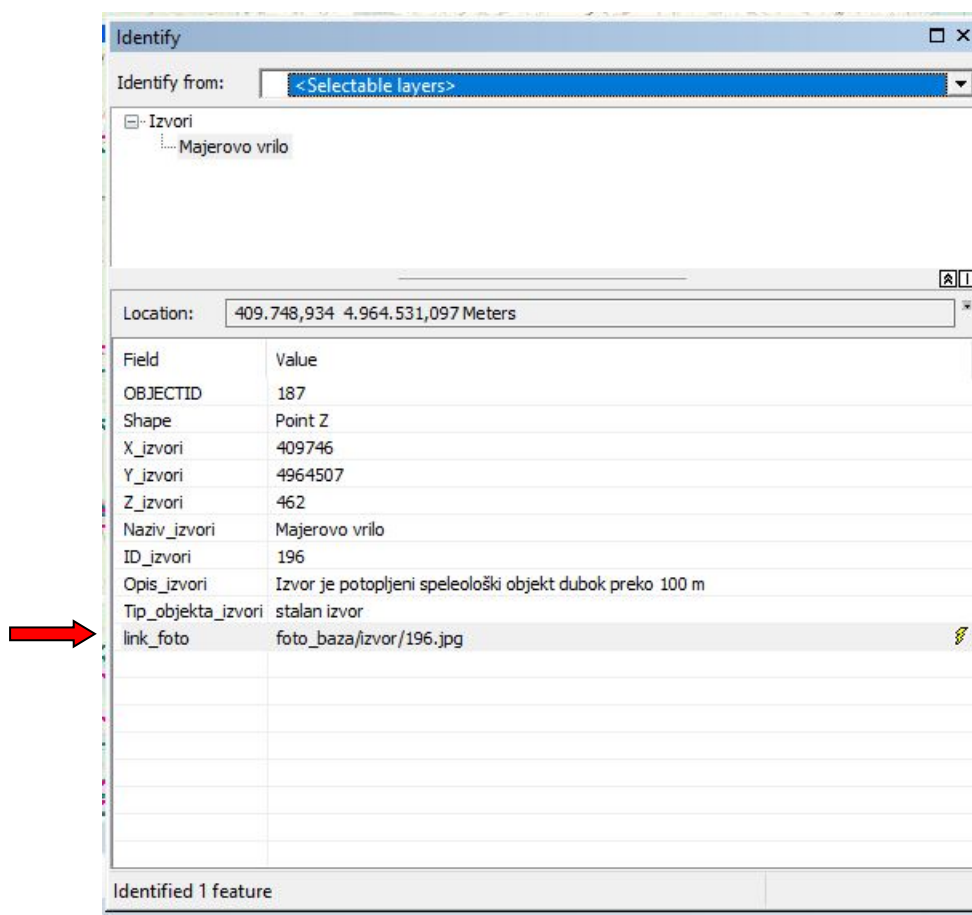 Identify
Identify from: <Selectable layers>
Izvori
Majerovo vrilo
Location: 409.748,934 4.964.531,097 Meters
Field Value
OBJECTID 187
Shape Point Z
X_izvori 409746
Y_izvori 4964507
Z_izvori 462
Naziv_izvori Majerovo vrilo
ID_izvori 196
Opis_izvori Izvor je potopljeni speleološki objekt dubok preko 100 m
Tip_objekta_izvori stalan izvor
link_foto foto_baza/izvor/196.jpg
Identified 1 feature